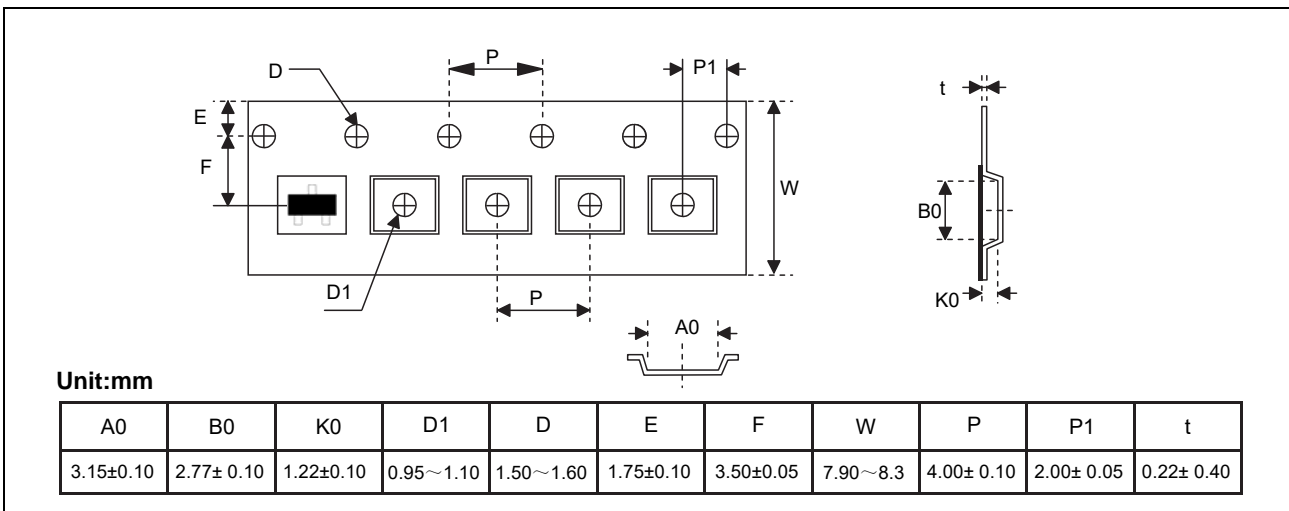 P
P1
D
t
E
F
W
B0
D1
P
K0
A0
Unit:mm
A0 B0 K0 D1 D E F W P P1 t
3.15±0.10 2.77± 0.10 1.22±0.10 0.95～1.10 1.50～1.60 1.75±0.10 3.50±0.05 7.90～8.3 4.00± 0.10 2.00± 0.05 0.22± 0.40